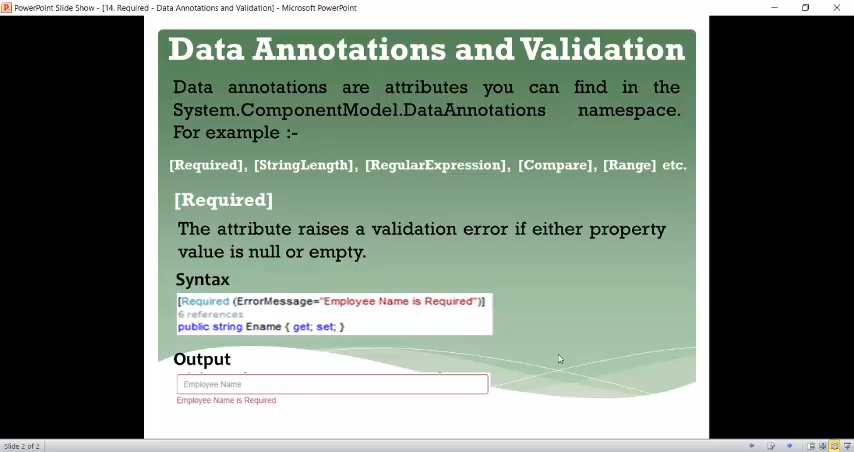 PowerPoint Slide Show - [14. Required - Data Annotations and Validation] - Microsoft PowerPoint
Data Annotations and Validation
Data annotations are attributes you can find in the
System.ComponentModel.DataAnnotations namespace.
For example :-
[Required], [StringLength], [RegularExpression], [Compare], [Range] etc.
[Required]
The attribute raises a validation error if either property
value is null or empty.
Syntax
[Required (ErrorMessage="Employee Name is Required")]
6 references
public string Ename { get; set; }
Output
Employee Name
Employee Name is Required
Slide 2 of 2